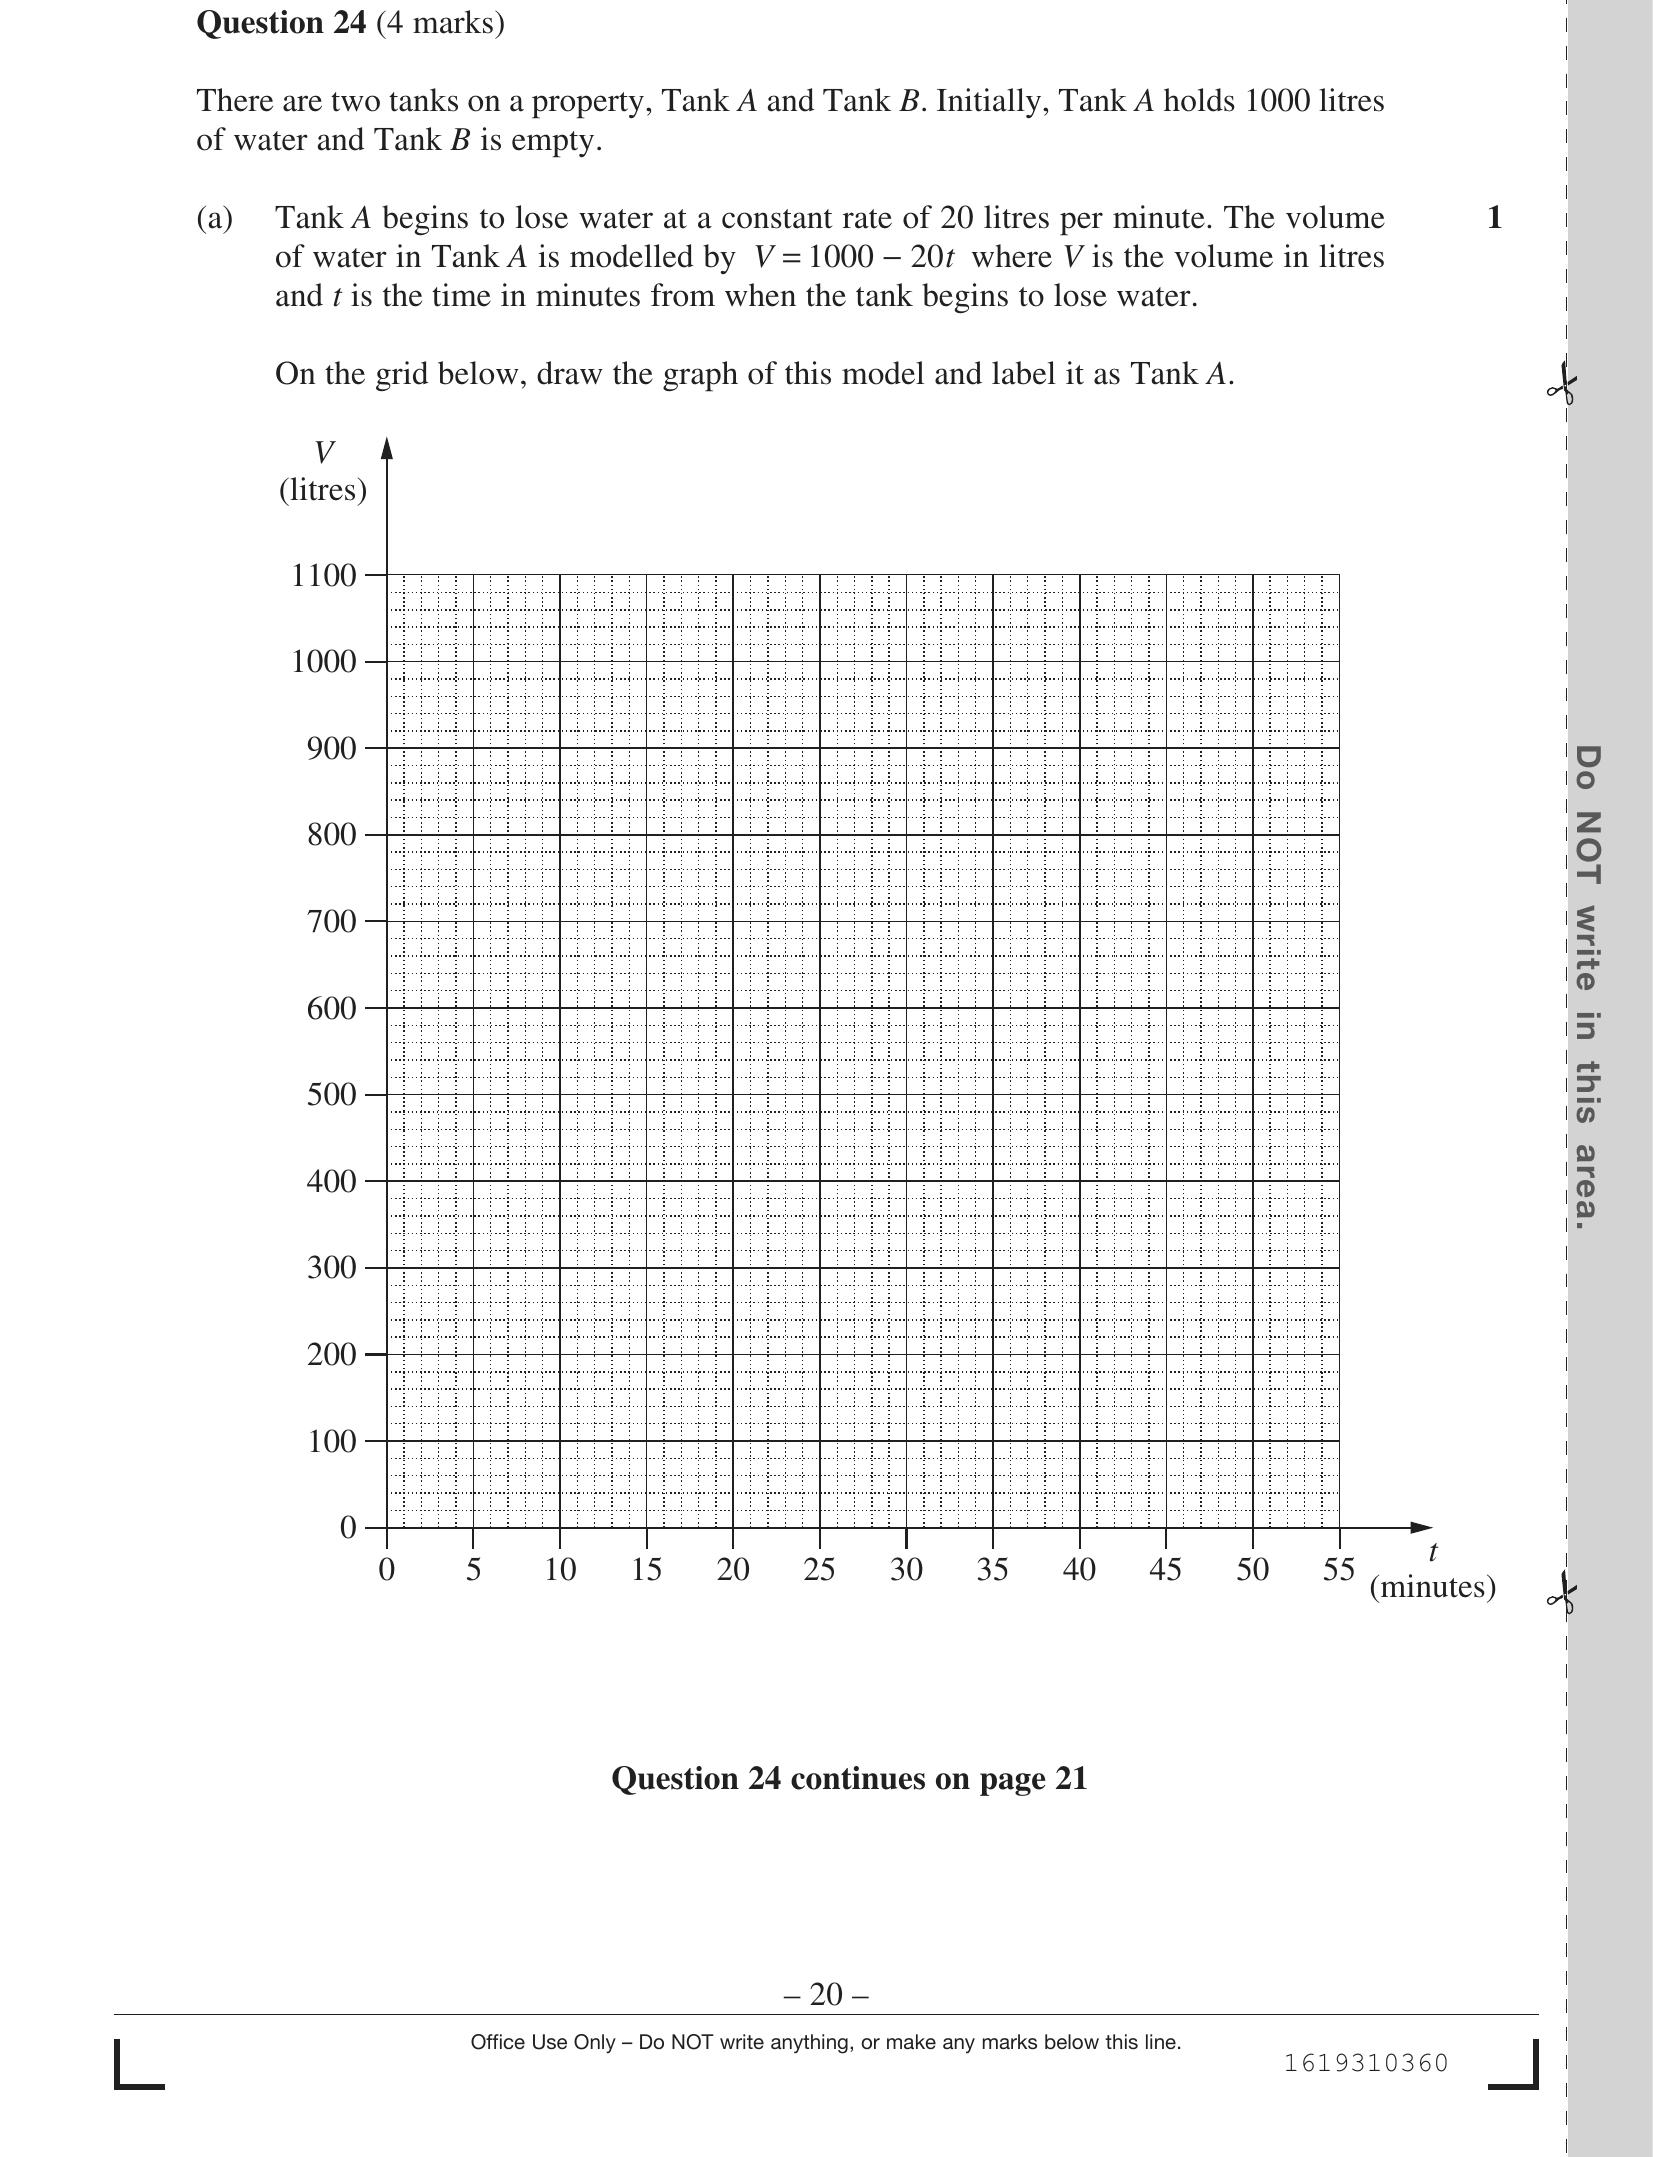 Question 24 (4 marks)
There are two tanks on a property, Tank A and Tank B. Initially, Tank A holds 1000 litres
of water and Tank B is empty.
(a) Tank A begins to lose water at a constant rate of 20 litres per minute. The volume 1
of water in Tank A is modelled by V = 1000 – 20t where V is the volume in litres
and t is the time in minutes from when the tank begins to lose water.
On the grid below, draw the graph of this model and label it as Tank A.
V
(litres)
1100
1000
900
800
700
600
500
400
300
200
100
0
0 5 10 15 20 25 30 35 40 45 50 55
t
(minutes)
Do NOT write in this area.
Question 24 continues on page 21
– 20 –
Office Use Only – Do NOT write anything, or make any marks below this line.
1619310360